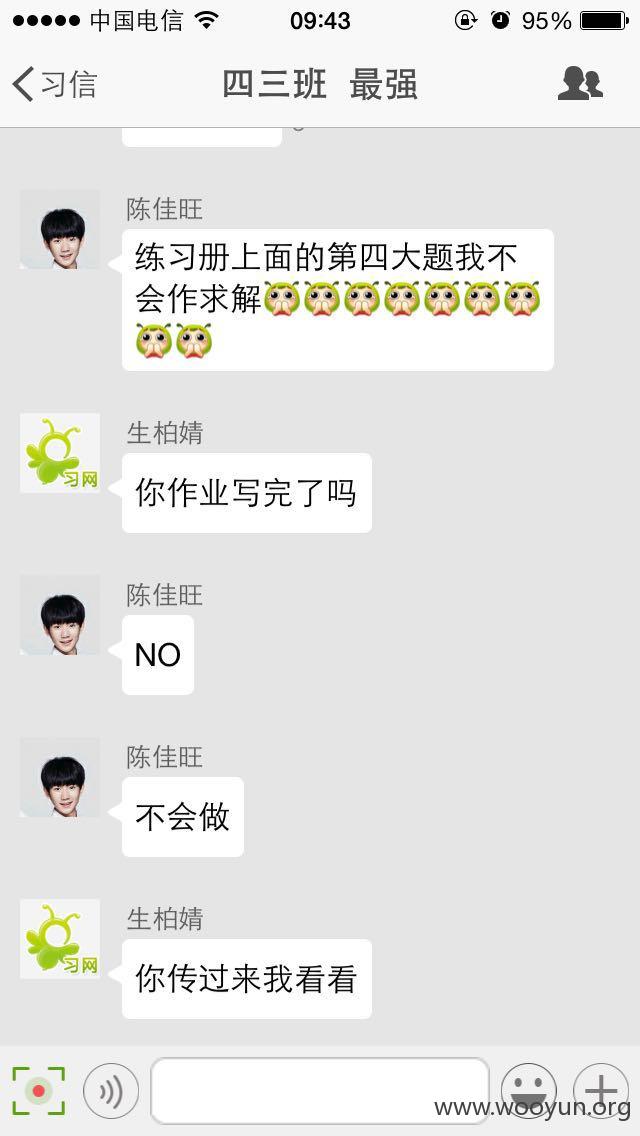 中国电信 09:43 95%
习信 四三班 最强
陈佳旺
练习册上面的第四大题我不
会作求解
生柏婧
习网
你作业写完了吗
陈佳旺
NO
陈佳旺
不会做
生柏婧
习网
你传过来我看看
www.wooyun.org